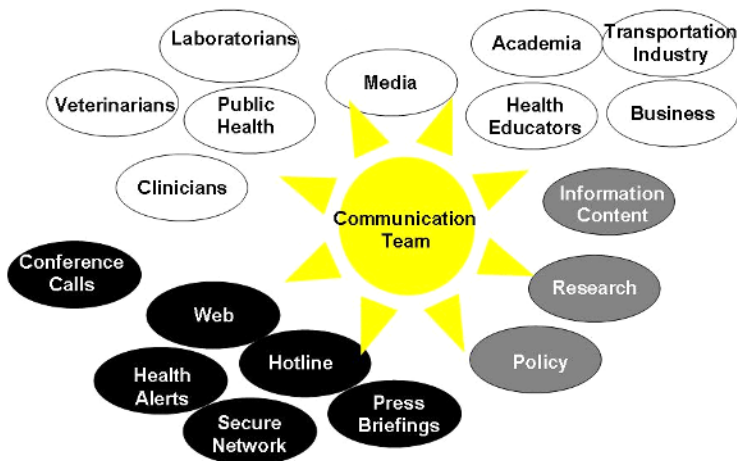 Laboratorians
Academia
Transportation
Industry
Media
Veterinarians
Public
Health
Health
Educators
Business
Clinicians
Information
Content
Communication
Team
Conference
Calls
Research
Web
Hotline
Policy
Health
Alerts
Press
Briefings
Secure
Network